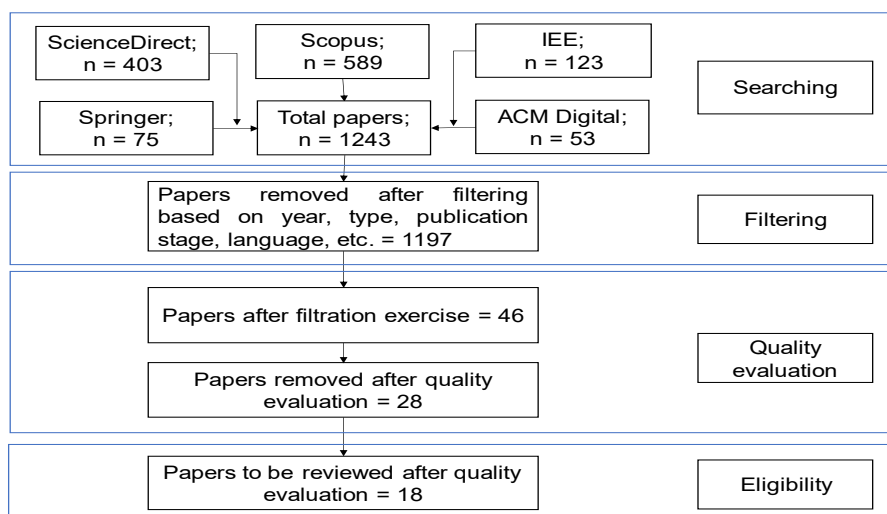 ScienceDirect;
n = 403
Scopus;
n = 589
IEE;
n = 123
Searching
Springer;
n = 75
Total papers;
n = 1243
ACM Digital;
n = 53
Papers removed after filtering
based on year, type, publication
stage, language, etc. = 1197
Filtering
Papers after filtration exercise = 46
Quality
evaluation
Papers removed after quality
evaluation = 28
Papers to be reviewed after quality
evaluation = 18
Eligibility